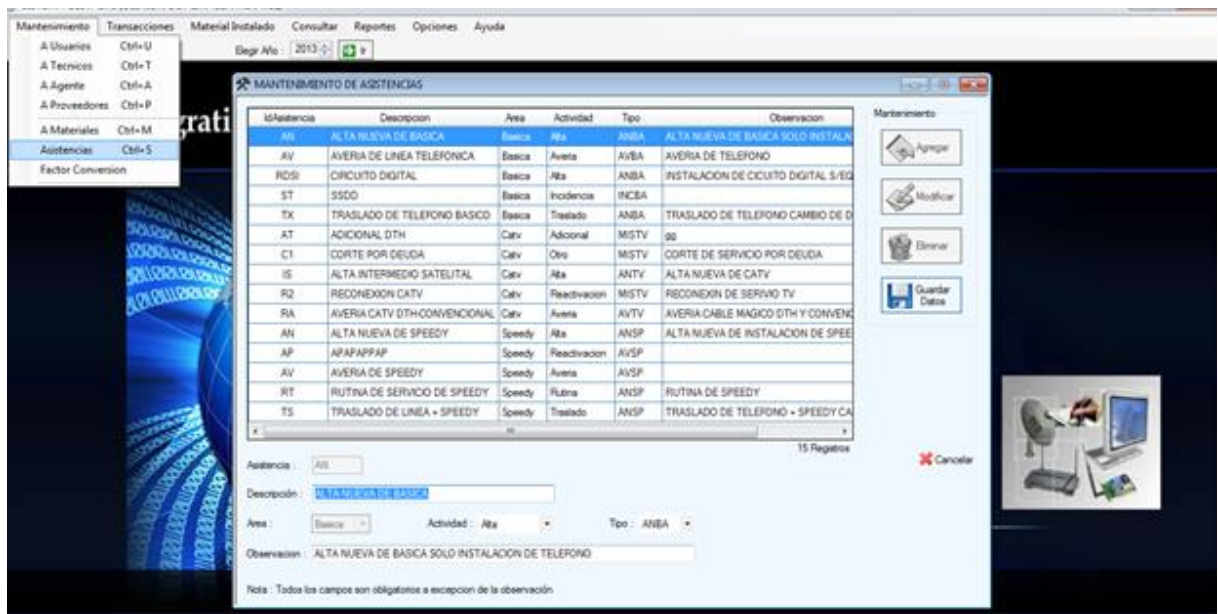 Mantenimiento Transacciones Material Instalado Consultar Reportes Opciones Ayuda
A Usuarios Ctrl+U
A Tecnicos Ctrl+T
A Agente Ctrl+A
A Proveedores Ctrl+P
A Materiales Ctrl+M
Asistencias Ctrl+S
Factor Conversion
Elegir Año : 2013 Ir
grati
MANTENIMIENTO DE ASISTENCIAS
IdAsistencia Descripcion Area Actividad Tipo Observacion
AN ALTA NUEVA DE BASICA Basica Alta ANBA ALTA NUEVA DE BASICA SOLO INSTALA
AV AVERIA DE LINEA TELEFONICA Basica Averia AVBA AVERIA DE TELEFONO
RDSI CIRCUITO DIGITAL Basica Alta ANBA INSTALACION DE CICUITO DIGITAL S/EQ
ST SSDD Basica Incidencia INCBA
TX TRASLADO DE TELEFONO BASICO Basica Traslado ANBA TRASLADO DE TELEFONO CAMBIO DE D
AT ADICIONAL DTH Catv Adicional MISTV gg
C1 CORTE POR DEUDA Catv Otro MISTV CORTE DE SERVICIO POR DEUDA
IS ALTA INTERMEDIO SATELITAL Catv Alta ANTV ALTA NUEVA DE CATV
R2 RECONEXION CATV Catv Reactivacion MISTV RECONEXIN DE SERIVIO TV
RA AVERIA CATV DTH-CONVENCIONAL Catv Averia AVTV AVERIA CABLE MAGICO DTH Y CONVENC
AN ALTA NUEVA DE SPEEDY Speedy Alta ANSP ALTA NUEVA DE INSTALACION DE SPEE
AP APAPAPPAP Speedy Reactivacion AVSP
AV AVERIA DE SPEEDY Speedy Averia AVSP
RT RUTINA DE SERVICIO DE SPEEDY Speedy Rutina ANSP RUTINA DE SPEEDY
TS TRASLADO DE LINEA + SPEEDY Speedy Traslado ANSP TRASLADO DE TELEFONO + SPEEDY CA
15 Registros
Mantenimiento
Agregar
Modificar
Eliminar
Guardar
Datos
Cancelar
Asistencia : AN
Descripción : ALTA NUEVA DE BASICA
Area : Basica Actividad : Alta Tipo : ANBA
Observacion : ALTA NUEVA DE BASICA SOLO INSTALACION DE TELEFONO
Nota : Todos los campos son obligatorios a excepcion de la observación